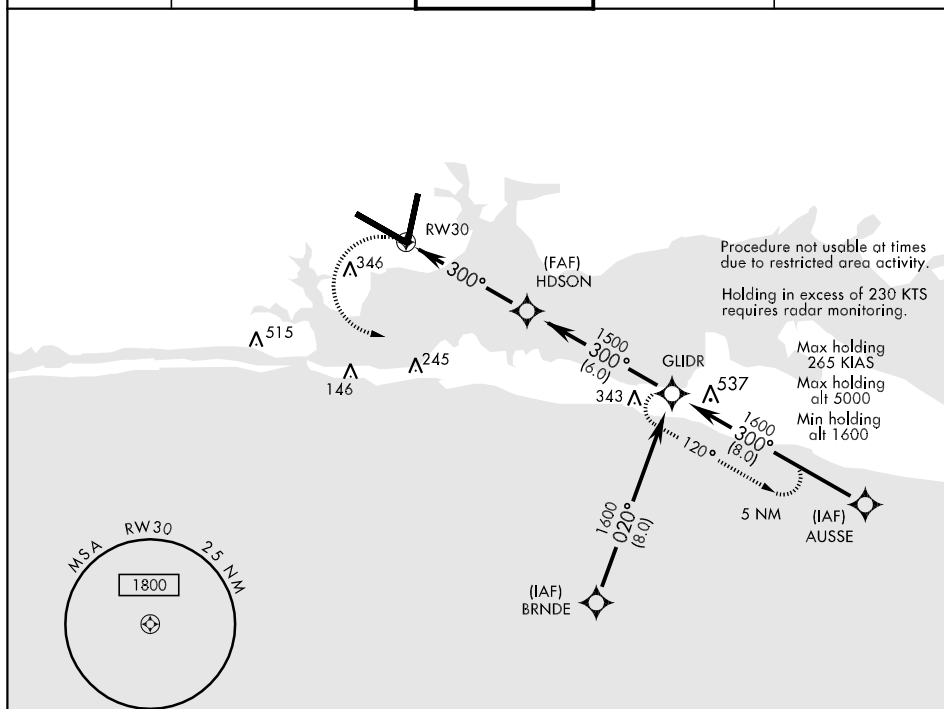 RW30
346
300°
(FAF)
HDSON
Procedure not usable at times
due to restricted area activity.
Holding in excess of 230 KTS
requires radar monitoring.
515
245
146
1500
300°
(6.0)
GLIDR
343
537
Max holding
265 KIAS
Max holding
alt 5000
Min holding
alt 1600
1600
300°
(8.0)
120°
5 NM
(IAF)
AUSSE
1600
020°
(8.0)
(IAF)
BRNDE
MSA RW30 25 NM
1800